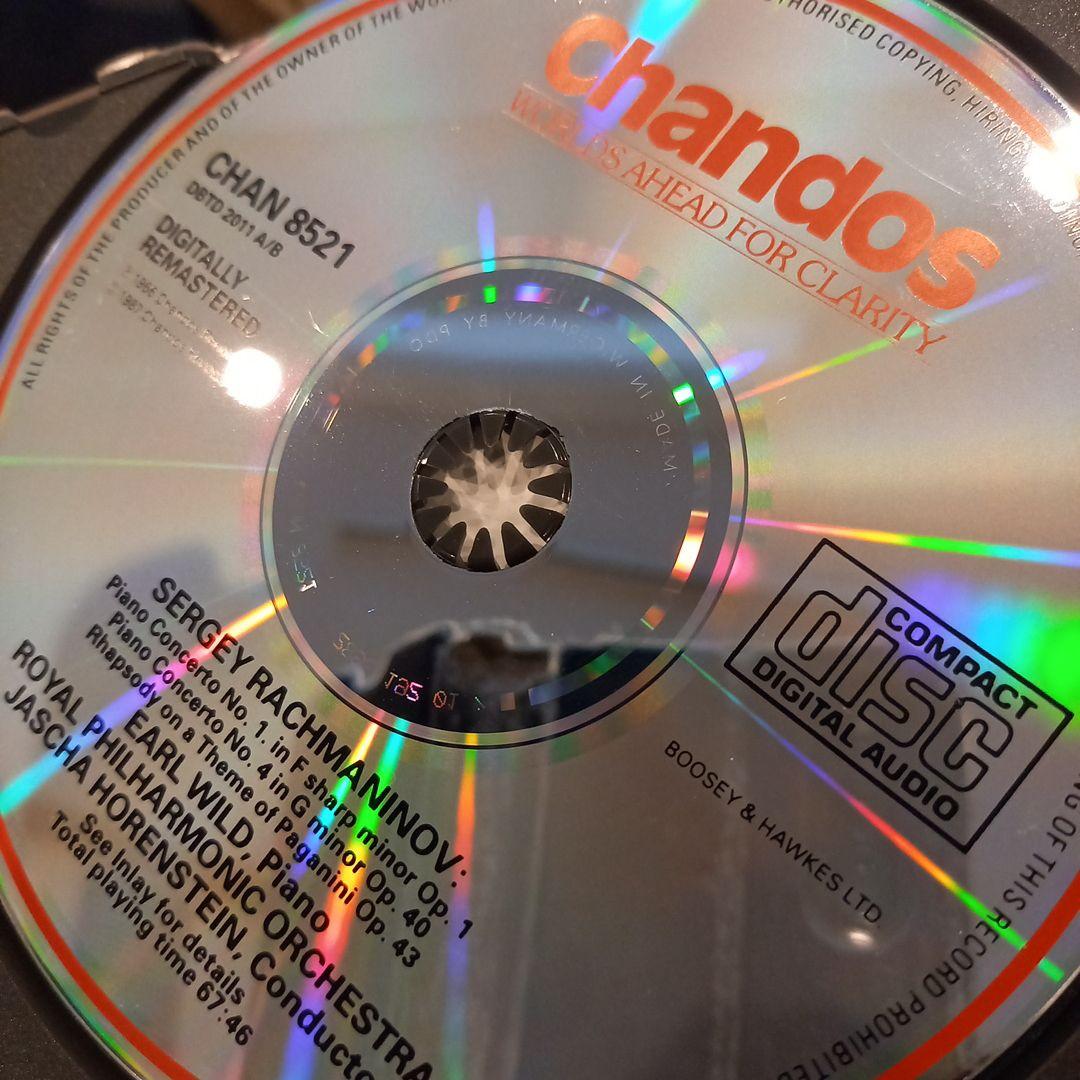 chandos
WORLDS AHEAD FOR CLARITY
CHAN 8521
DBTD 2011 A/B
DIGITALLY
REMASTERED
ALL RIGHTS OF THE PRODUCER AND OF THE OWNER OF THE
COPYING, HIRING
MADE IN W. GERMANY BY PDO
COMPACT
disc
DIGITAL AUDIO
BOOSEY & HAWKES LTD.
OF THIS RECORD PROHIBITED
SERGEY RACHMANINOV:
Piano Concerto No. 1. in F sharp minor Op. 1
Piano Concerto No. 4 in G minor Op. 40
Rhapsody on a Theme of Paganini Op. 43
EARL WILD, Piano
ROYAL PHILHARMONIC ORCHESTRA
JASCHA HORENSTEIN,
See Inlay for details
Total playing time 67:46